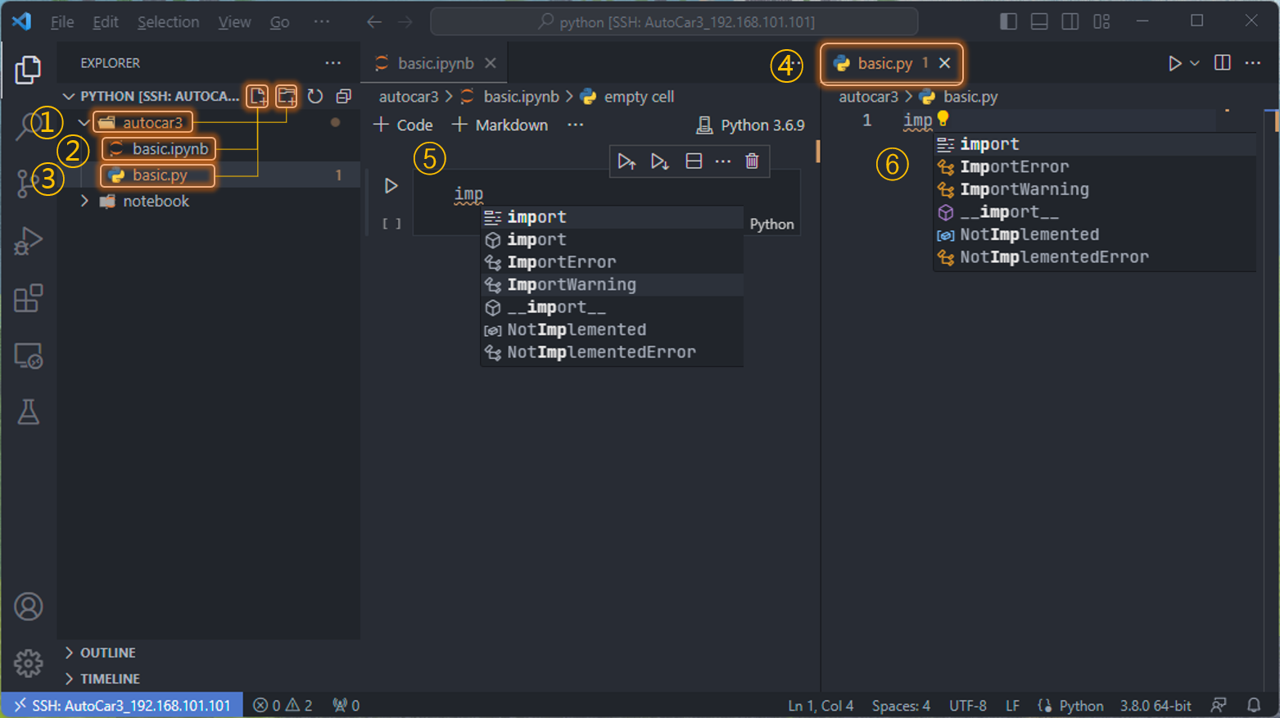 File Edit Selection View Go ··· python [SSH: AutoCar3_192.168.101.101]
EXPLORER ···
PYTHON [SSH: AUTOCA...
① autocar3
② basic.ipynb
③ basic.py 1
notebook
OUTLINE
TIMELINE
basic.ipynb
autocar3 > basic.ipynb > empty cell
+ Code + Markdown ··· Python 3.6.9
⑤
imp
[ ]
Python
import
import
ImportError
ImportWarning
__import__
NotImplemented
NotImplementedError
④ basic.py 1
autocar3 > basic.py
1 imp
⑥
import
ImportError
ImportWarning
__import__
NotImplemented
NotImplementedError
SSH: AutoCar3_192.168.101.101 0 2 0 Ln 1, Col 4 Spaces: 4 UTF-8 LF Python 3.8.0 64-bit